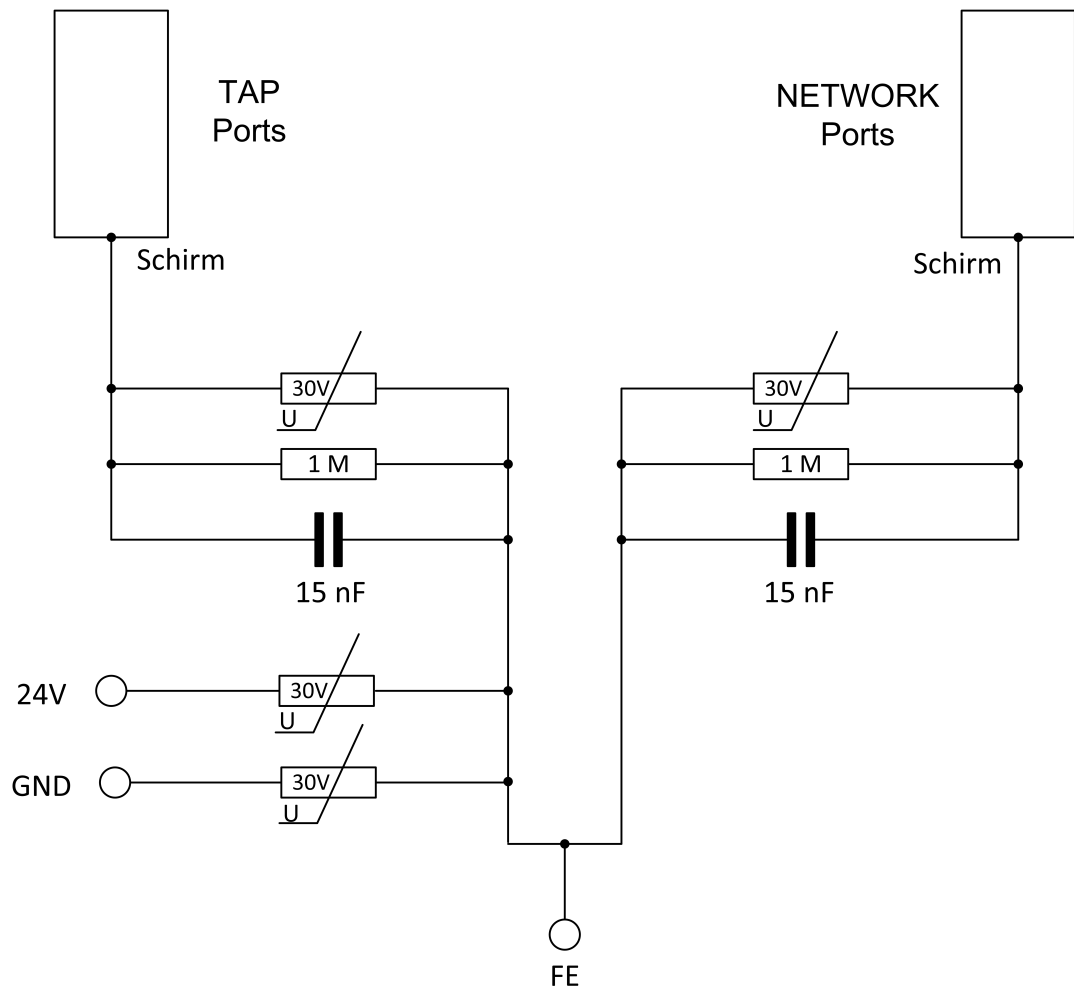 TAP
Ports
NETWORK
Ports
Schirm
Schirm
30V
U
30V
U
1 M
1 M
15 nF
15 nF
24V
30V
U
GND
30V
U
FE